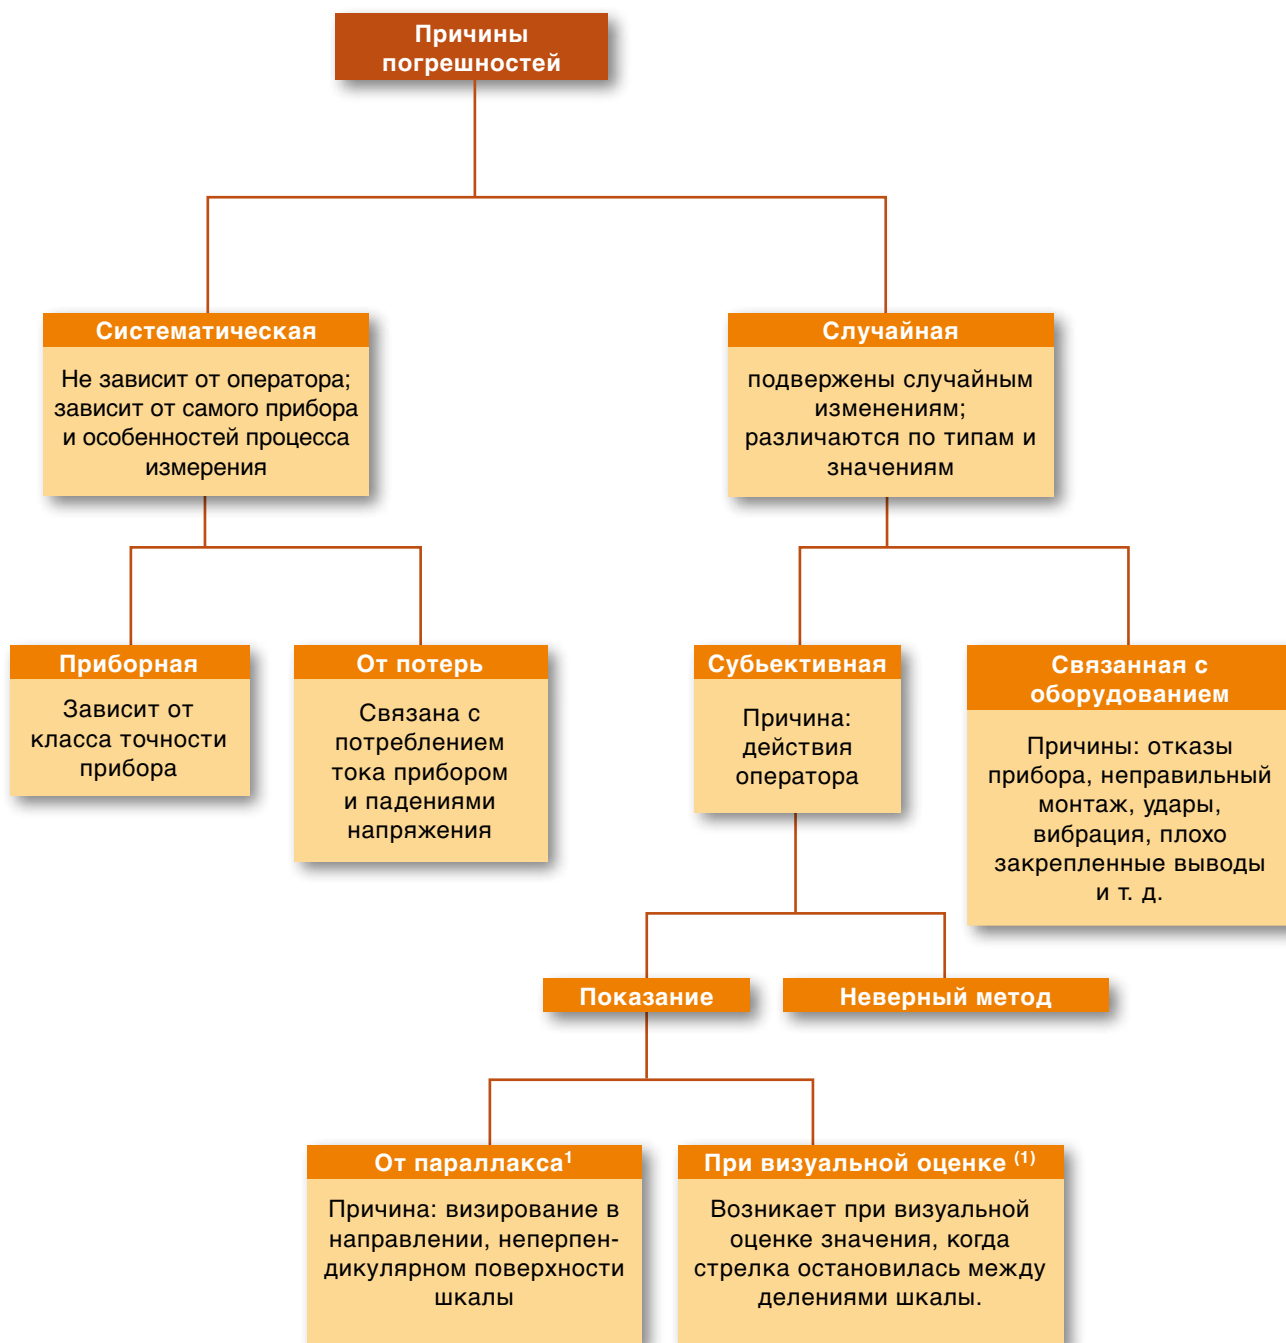 Причины
погрешностей
Систематическая
Не зависит от оператора;
зависит от самого прибора
и особенностей процесса
измерения
Случайная
подвержены случайным
изменениям;
различаются по типам и
значениям
Приборная
Зависит от
класса точности
прибора
От потерь
Связана с
потреблением
тока прибором
и падениями
напряжения
Субьективная
Причина:
действия
оператора
Связанная с
оборудованием
Причины: отказы
прибора, неправильный
монтаж, удары,
вибрация, плохо
закрепленные выводы
и т. д.
Показание
Неверный метод
От параллакса¹
Причина: визирование в
направлении, неперпен-
дикулярном поверхности
шкалы
При визуальной оценке ⁽¹⁾
Возникает при визуальной
оценке значения, когда
стрелка остановилась между
делениями шкалы.